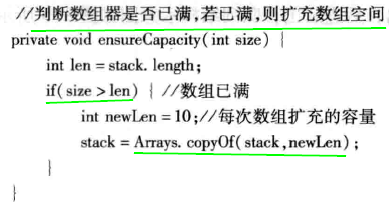 //判断数组器是否已满,若已满,则扩充数组空间
private void ensureCapacity(int size) {
int len = stack. length;
if(size > len) { //数组已满
int newLen = 10;//每次数组扩充的容量
stack = Arrays. copyOf(stack,newLen);
}
}